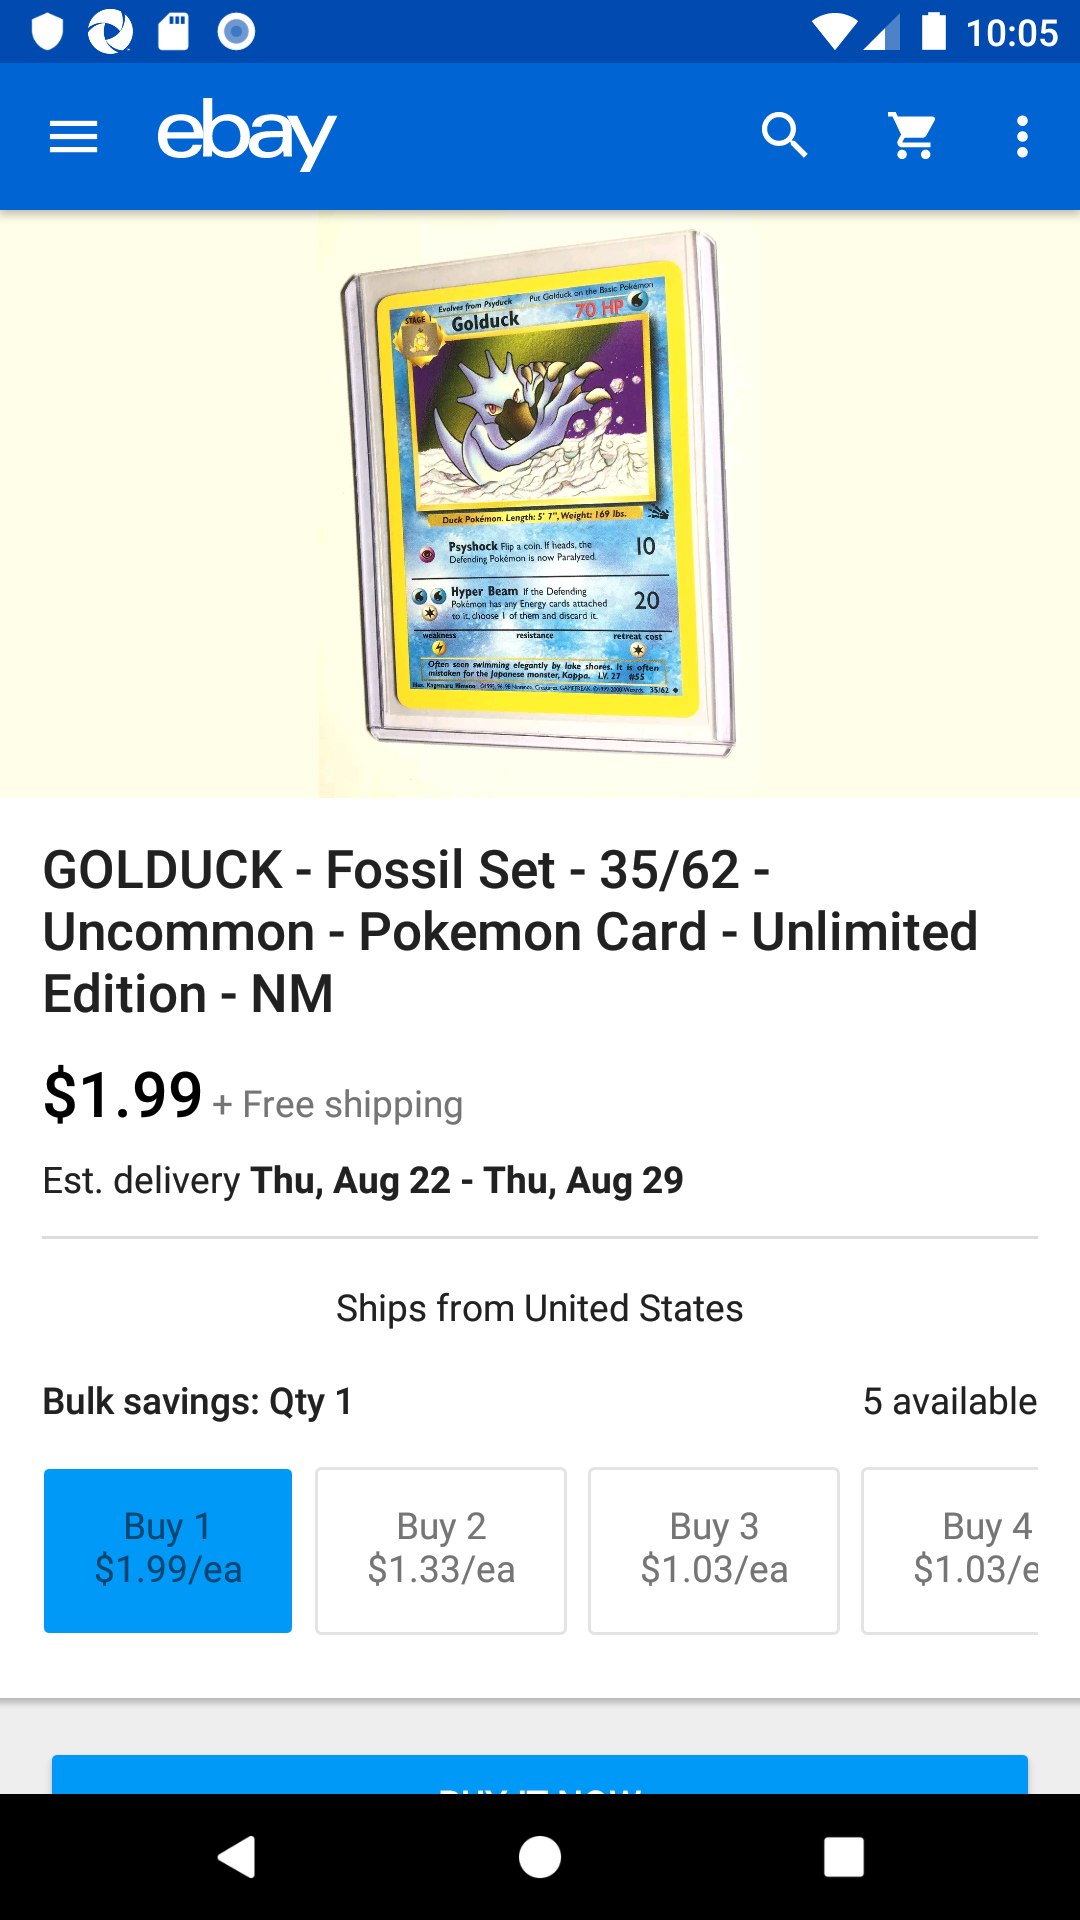 10:05
ebay
Evolves from Psyduck Put Golduck on the Basic Pokémon
STAGE 1 Golduck 70 HP
Duck Pokémon. Length: 5' 7", Weight: 169 lbs.
Psyshock Flip a coin. If heads, the 10
Defending Pokémon is now Paralyzed.
Hyper Beam If the Defending 20
Pokémon has any Energy cards attached
to it, choose 1 of them and discard it.
weakness resistance retreat cost
Often seen swimming elegantly by lake shores. It is often
mistaken for the Japanese monster, Kappa. LV. 27 #55
35/62
GOLDUCK - Fossil Set - 35/62 -
Uncommon - Pokemon Card - Unlimited
Edition - NM
$1.99 + Free shipping
Est. delivery Thu, Aug 22 - Thu, Aug 29
Ships from United States
Bulk savings: Qty 1 5 available
Buy 1 Buy 2 Buy 3 Buy 4
$1.99/ea $1.33/ea $1.03/ea $1.03/e
BUY IT NOW